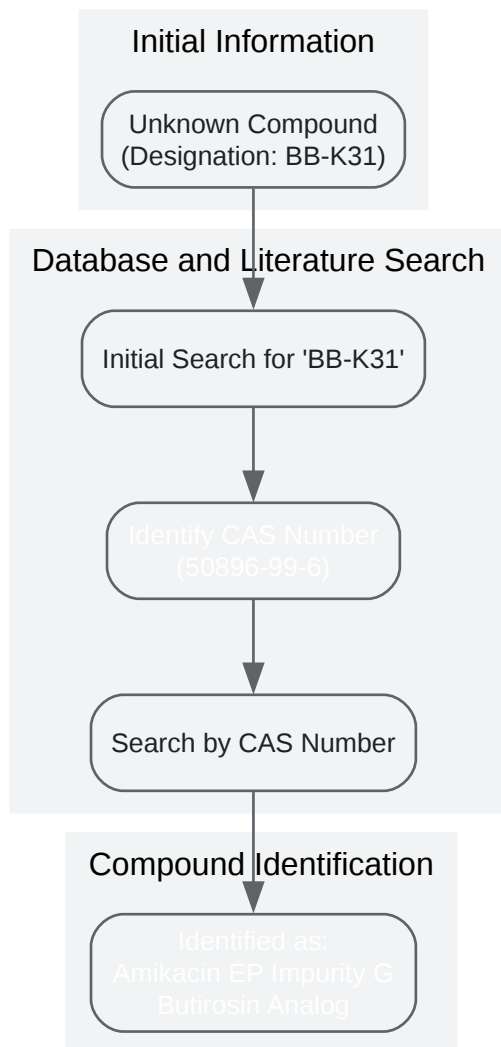 Initial Information
Unknown Compound
(Designation: BB-K31)
Database and Literature Search
Initial Search for 'BB-K31'
Identify CAS Number
(50896-99-6)
Search by CAS Number
Compound Identification
Identified as:
Amikacin EP Impurity G
Butirosin Analog